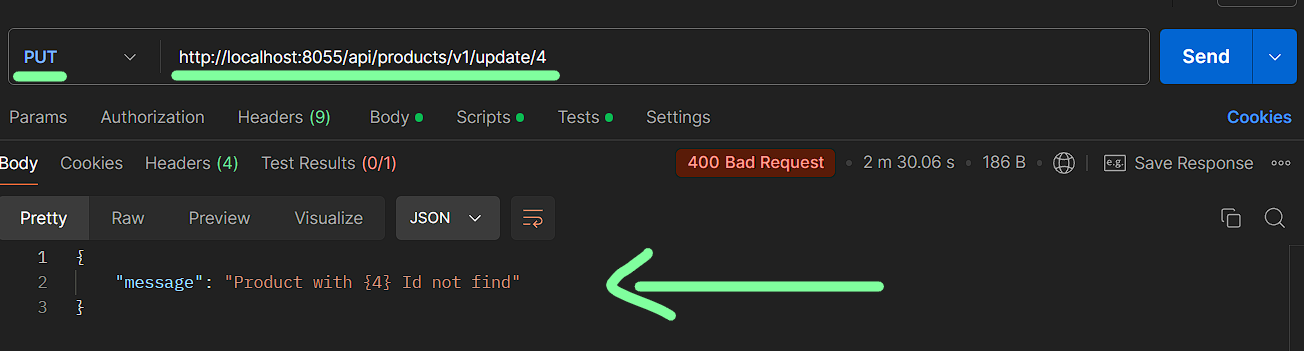 PUT http://localhost:8055/api/products/v1/update/4 Send
Params Authorization Headers (9) Body Scripts Tests Settings Cookies
Body Cookies Headers (4) Test Results (0/1) 400 Bad Request 2 m 30.06 s 186 B e.g. Save Response
Pretty Raw Preview Visualize JSON
1 {
2 "message": "Product with {4} Id not find"
3 }